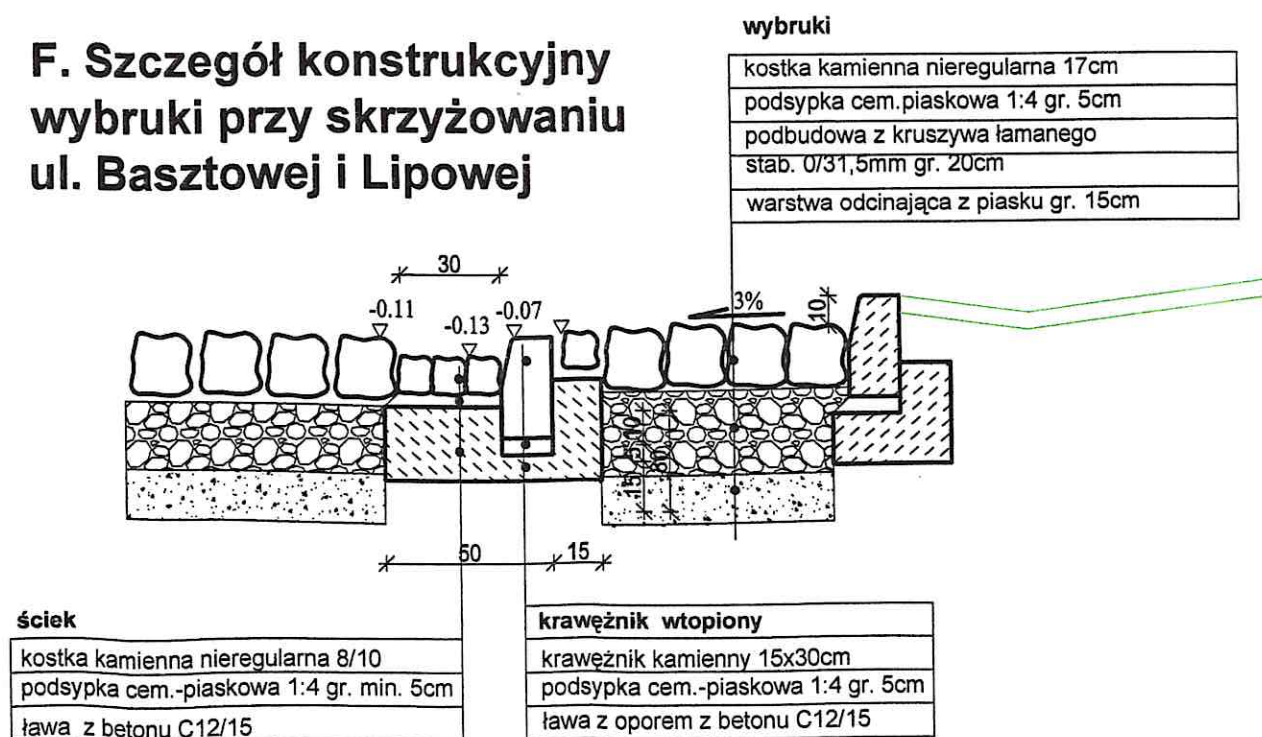 F. Szczegół konstrukcyjny
wybruki przy skrzyżowaniu
ul. Basztowej i Lipowej
wybruki
kostka kamienna nieregularna 17cm
podsypka cem.piaskowa 1:4 gr. 5cm
podbudowa z kruszywa łamanego
stab. 0/31,5mm gr. 20cm
warstwa odcinająca z piasku gr. 15cm
30
-0.11
-0.13
-0.07
3%
10
15
10
50
15
ściek
kostka kamienna nieregularna 8/10
podsypka cem.-piaskowa 1:4 gr. min. 5cm
ława z betonu C12/15
krawężnik wtopiony
krawężnik kamienny 15x30cm
podsypka cem.-piaskowa 1:4 gr. 5cm
ława z oporem z betonu C12/15